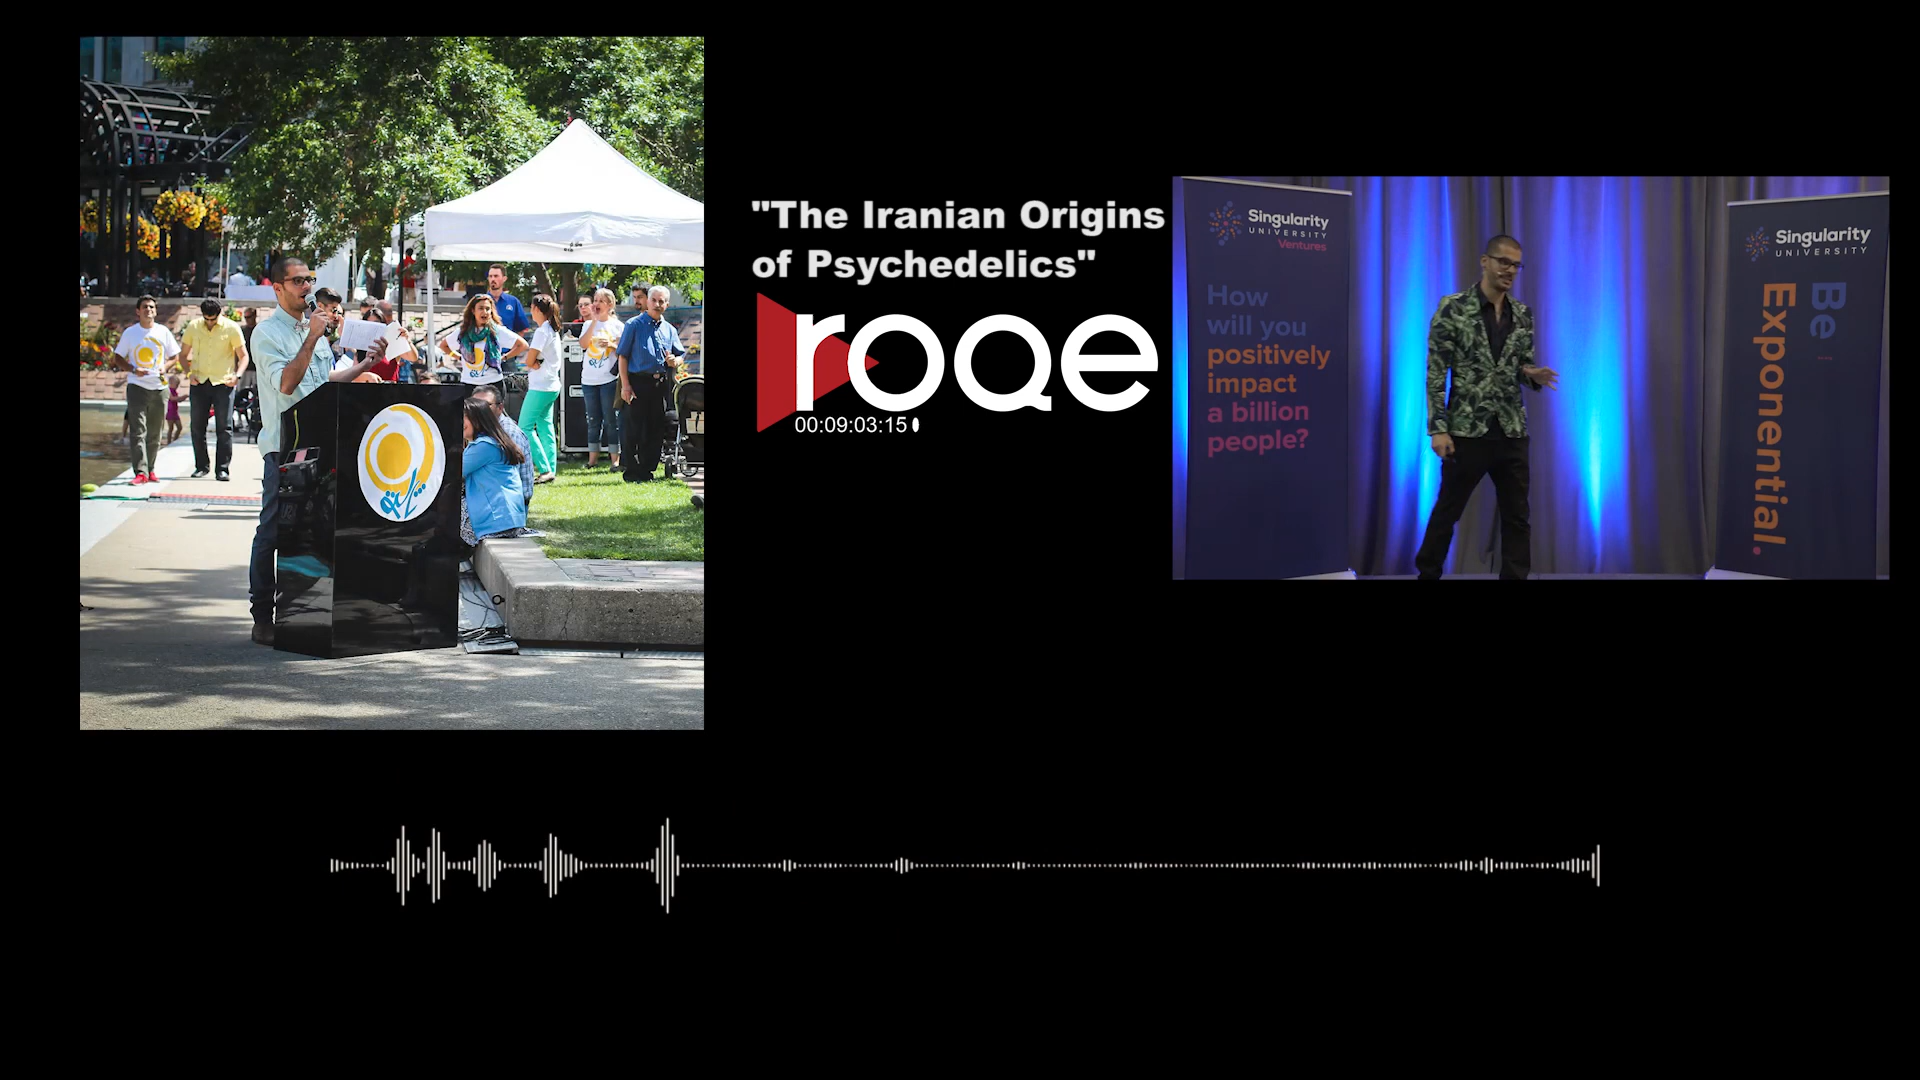 "The Iranian Origins
of Psychedelics"
roqe
00:09:03:15
Singularity
UNIVERSITY
Ventures
How
will you
positively
impact
a billion
people?
Singularity
UNIVERSITY
Be
Exponential.